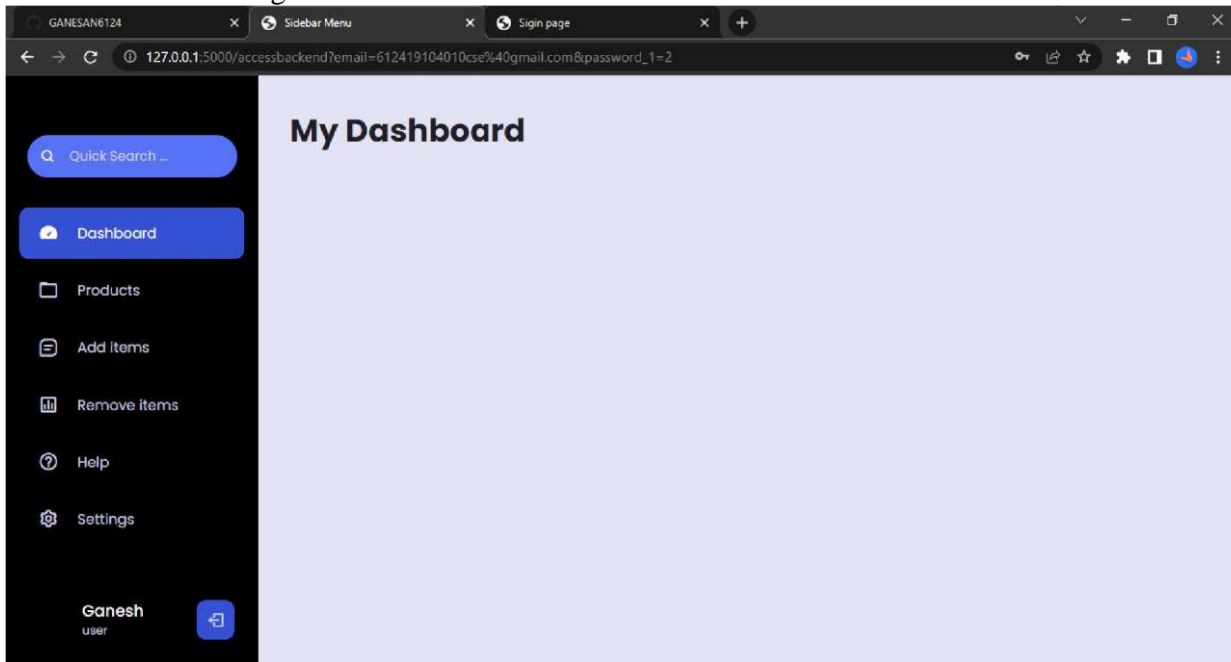 GANESAN6124
Sidebar Menu
Sigin page
127.0.0.1:5000/accessbackend?email=612419104010cse%40gmail.com&password_1=2
My Dashboard
Quick Search ...
Dashboard
Products
Add items
Remove items
Help
Settings
Ganesh
user